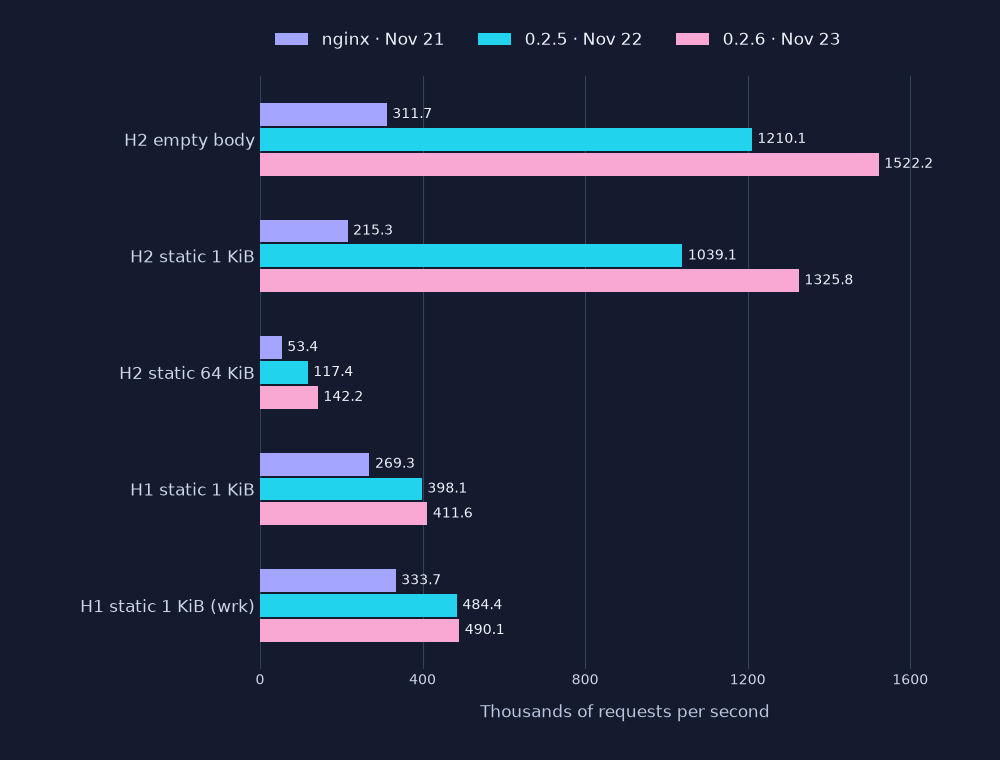 nginx · Nov 21 0.2.5 · Nov 22 0.2.6 · Nov 23
311.7
H2 empty body 1210.1
1522.2
215.3
H2 static 1 KiB 1039.1
1325.8
53.4
H2 static 64 KiB 117.4
142.2
269.3
H1 static 1 KiB 398.1
411.6
333.7
H1 static 1 KiB (wrk) 484.4
490.1
0 400 800 1200 1600
Thousands of requests per second